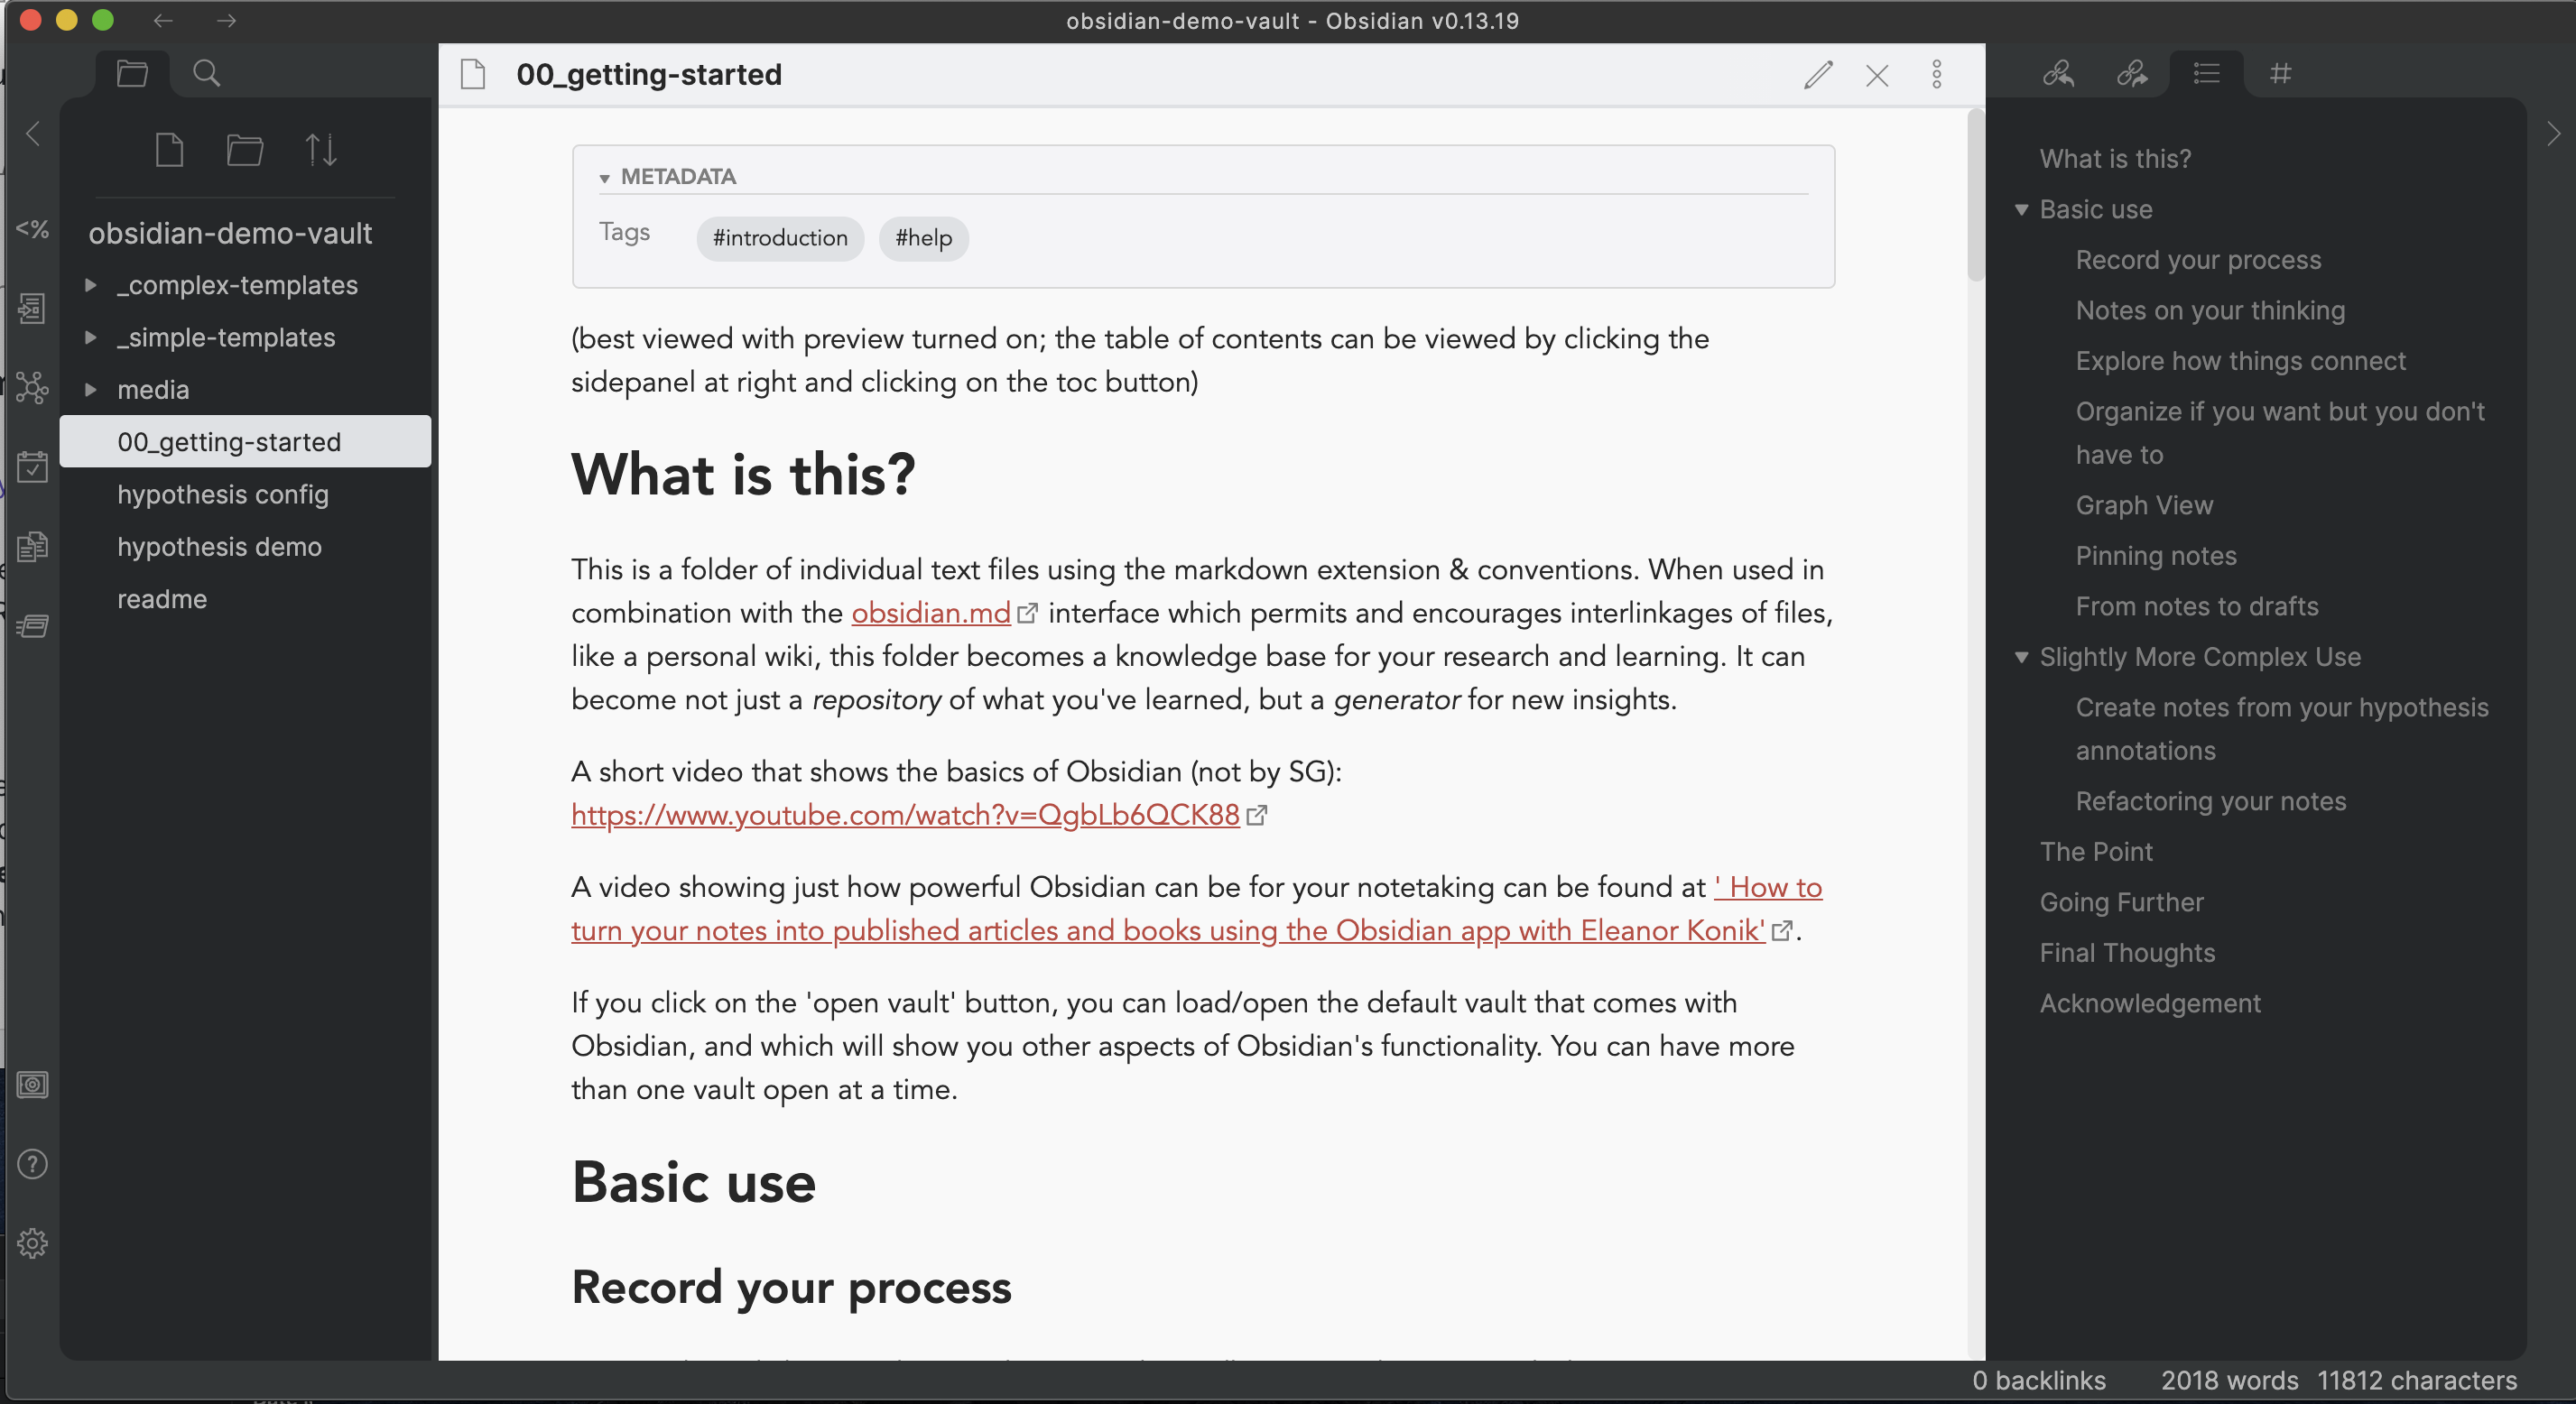 obsidian-demo-vault - Obsidian v0.13.19
00_getting-started
<%
obsidian-demo-vault
_complex-templates
_simple-templates
media
00_getting-started
hypothesis config
hypothesis demo
readme
METADATA
Tags #introduction #help
(best viewed with preview turned on; the table of contents can be viewed by clicking the
sidepanel at right and clicking on the toc button)
What is this?
This is a folder of individual text files using the markdown extension & conventions. When used in
combination with the obsidian.md interface which permits and encourages interlinkages of files,
like a personal wiki, this folder becomes a knowledge base for your research and learning. It can
become not just a repository of what you've learned, but a generator for new insights.
A short video that shows the basics of Obsidian (not by SG):
https://www.youtube.com/watch?v=QgbLb6QCK88
A video showing just how powerful Obsidian can be for your notetaking can be found at ' How to
turn your notes into published articles and books using the Obsidian app with Eleanor Konik'.
If you click on the 'open vault' button, you can load/open the default vault that comes with
Obsidian, and which will show you other aspects of Obsidian's functionality. You can have more
than one vault open at a time.
Basic use
Record your process
What is this?
Basic use
Record your process
Notes on your thinking
Explore how things connect
Organize if you want but you don't
have to
Graph View
Pinning notes
From notes to drafts
Slightly More Complex Use
Create notes from your hypothesis
annotations
Refactoring your notes
The Point
Going Further
Final Thoughts
Acknowledgement
0 backlinks 2018 words 11812 characters